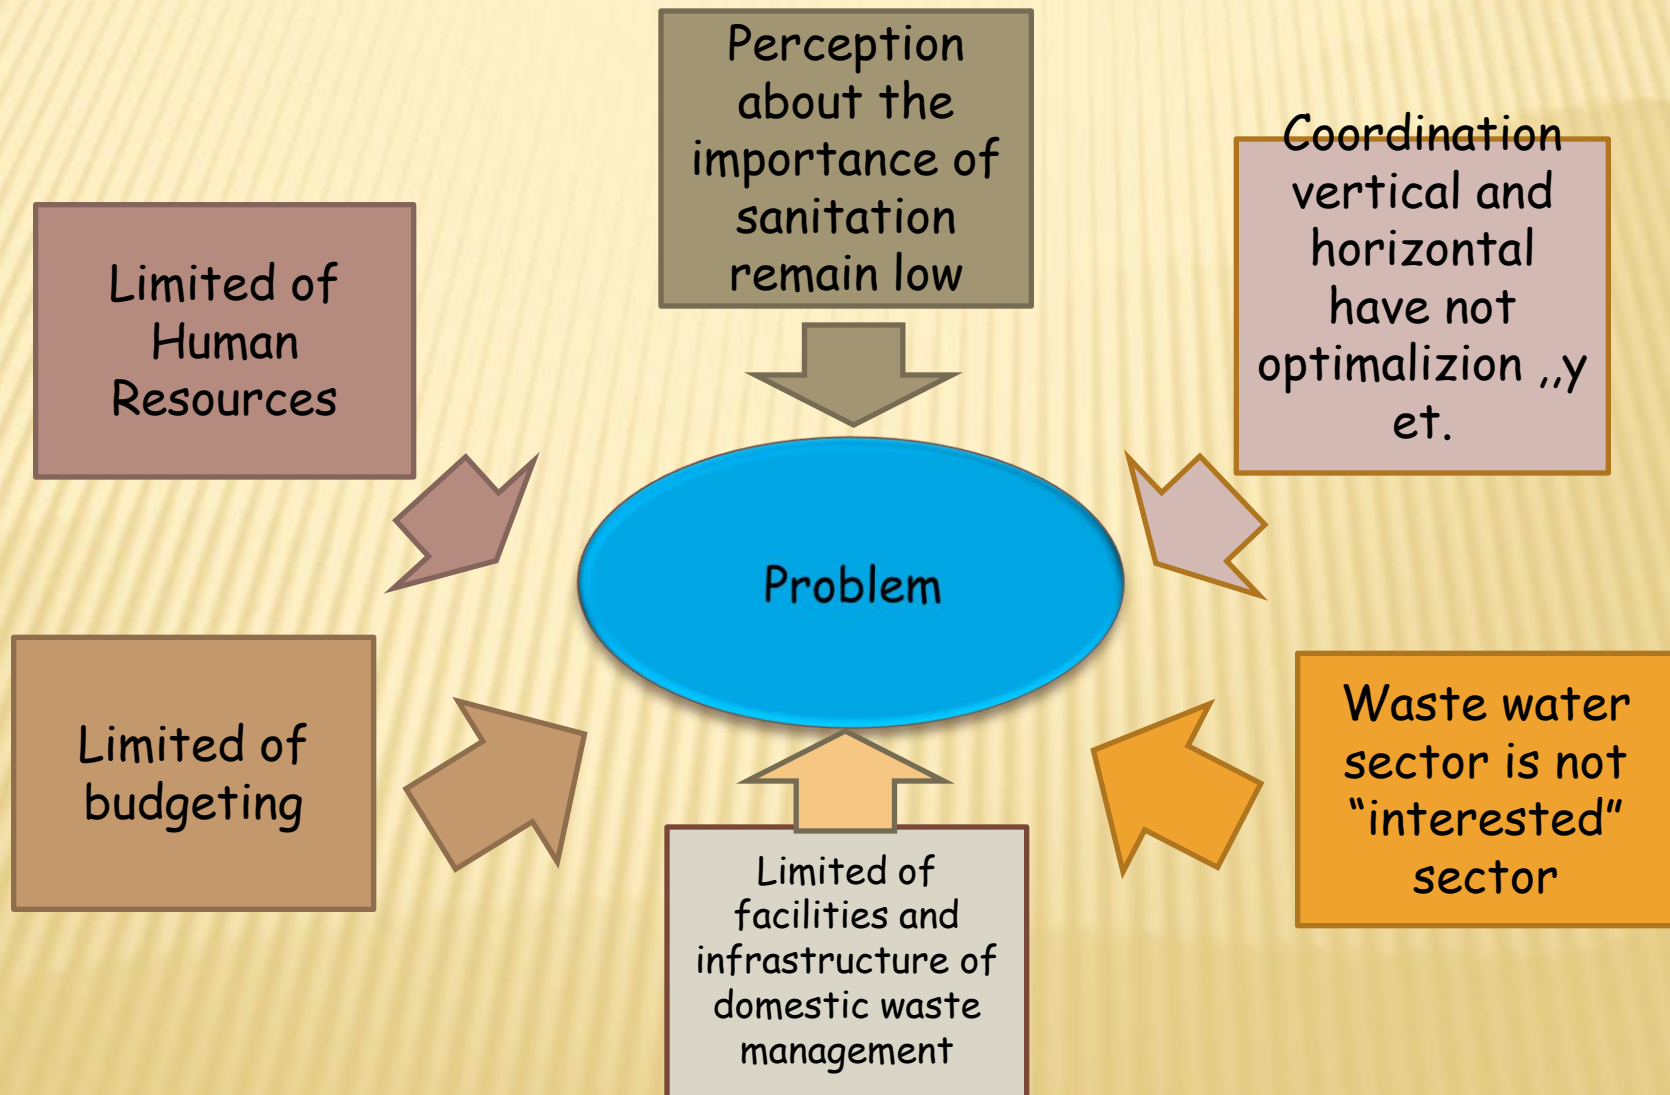 Perception
about the
importance of
sanitation
remain low
Coordination
vertical and
horizontal
have not
optimalizion ,,y
et.
Limited of
Human
Resources
Problem
Limited of
budgeting
Waste water
sector is not
“interested”
sector
Limited of
facilities and
infrastructure of
domestic waste
management